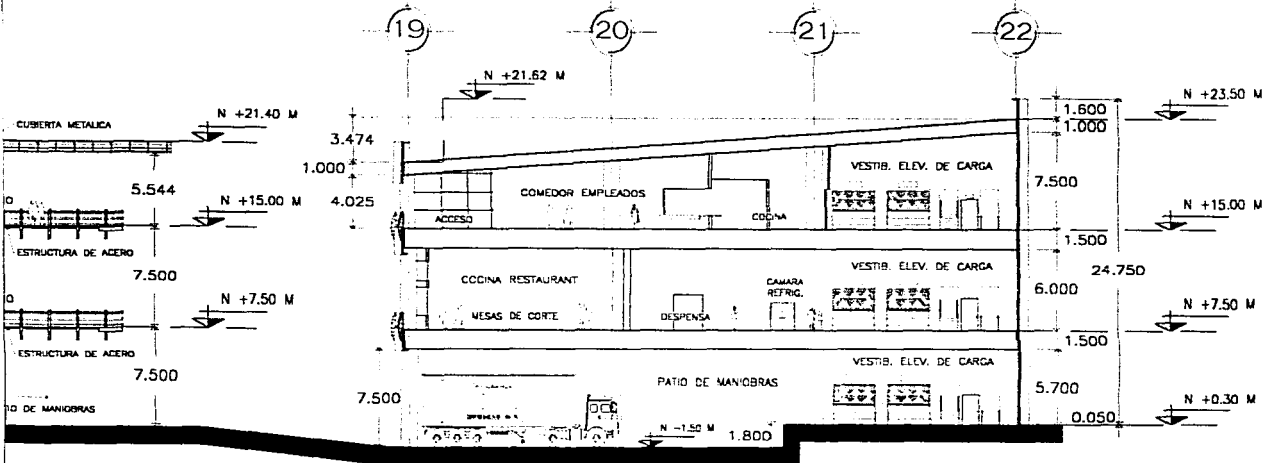 19 20 21 22
N +21.62 M
N +23.50 M
1.600
N +21.40 M
CUBIERTA METALICA
1.000
3.474
1.000
VESTIB. ELEV. DE CARGA
7.500
5.544
COMEDOR EMPLEADOS
4.025
N +15.00 M
N +15.00 M
ACCESO
COCINA
1.500
ESTRUCTURA DE ACERO
24.750
7.500
COCINA RESTAURANT
CAMARA
REFRIG.
VESTIB. ELEV. DE CARGA
6.000
N +7.50 M
N +7.50 M
MESAS DE CORTE
DESPENSA
1.500
ESTRUCTURA DE ACERO
7.500
VESTIB. ELEV. DE CARGA
PATIO DE MANIOBRAS
5.700
7.500
DE MANIOBRAS
N +0.30 M
0.050
N -1.50 M
1.800